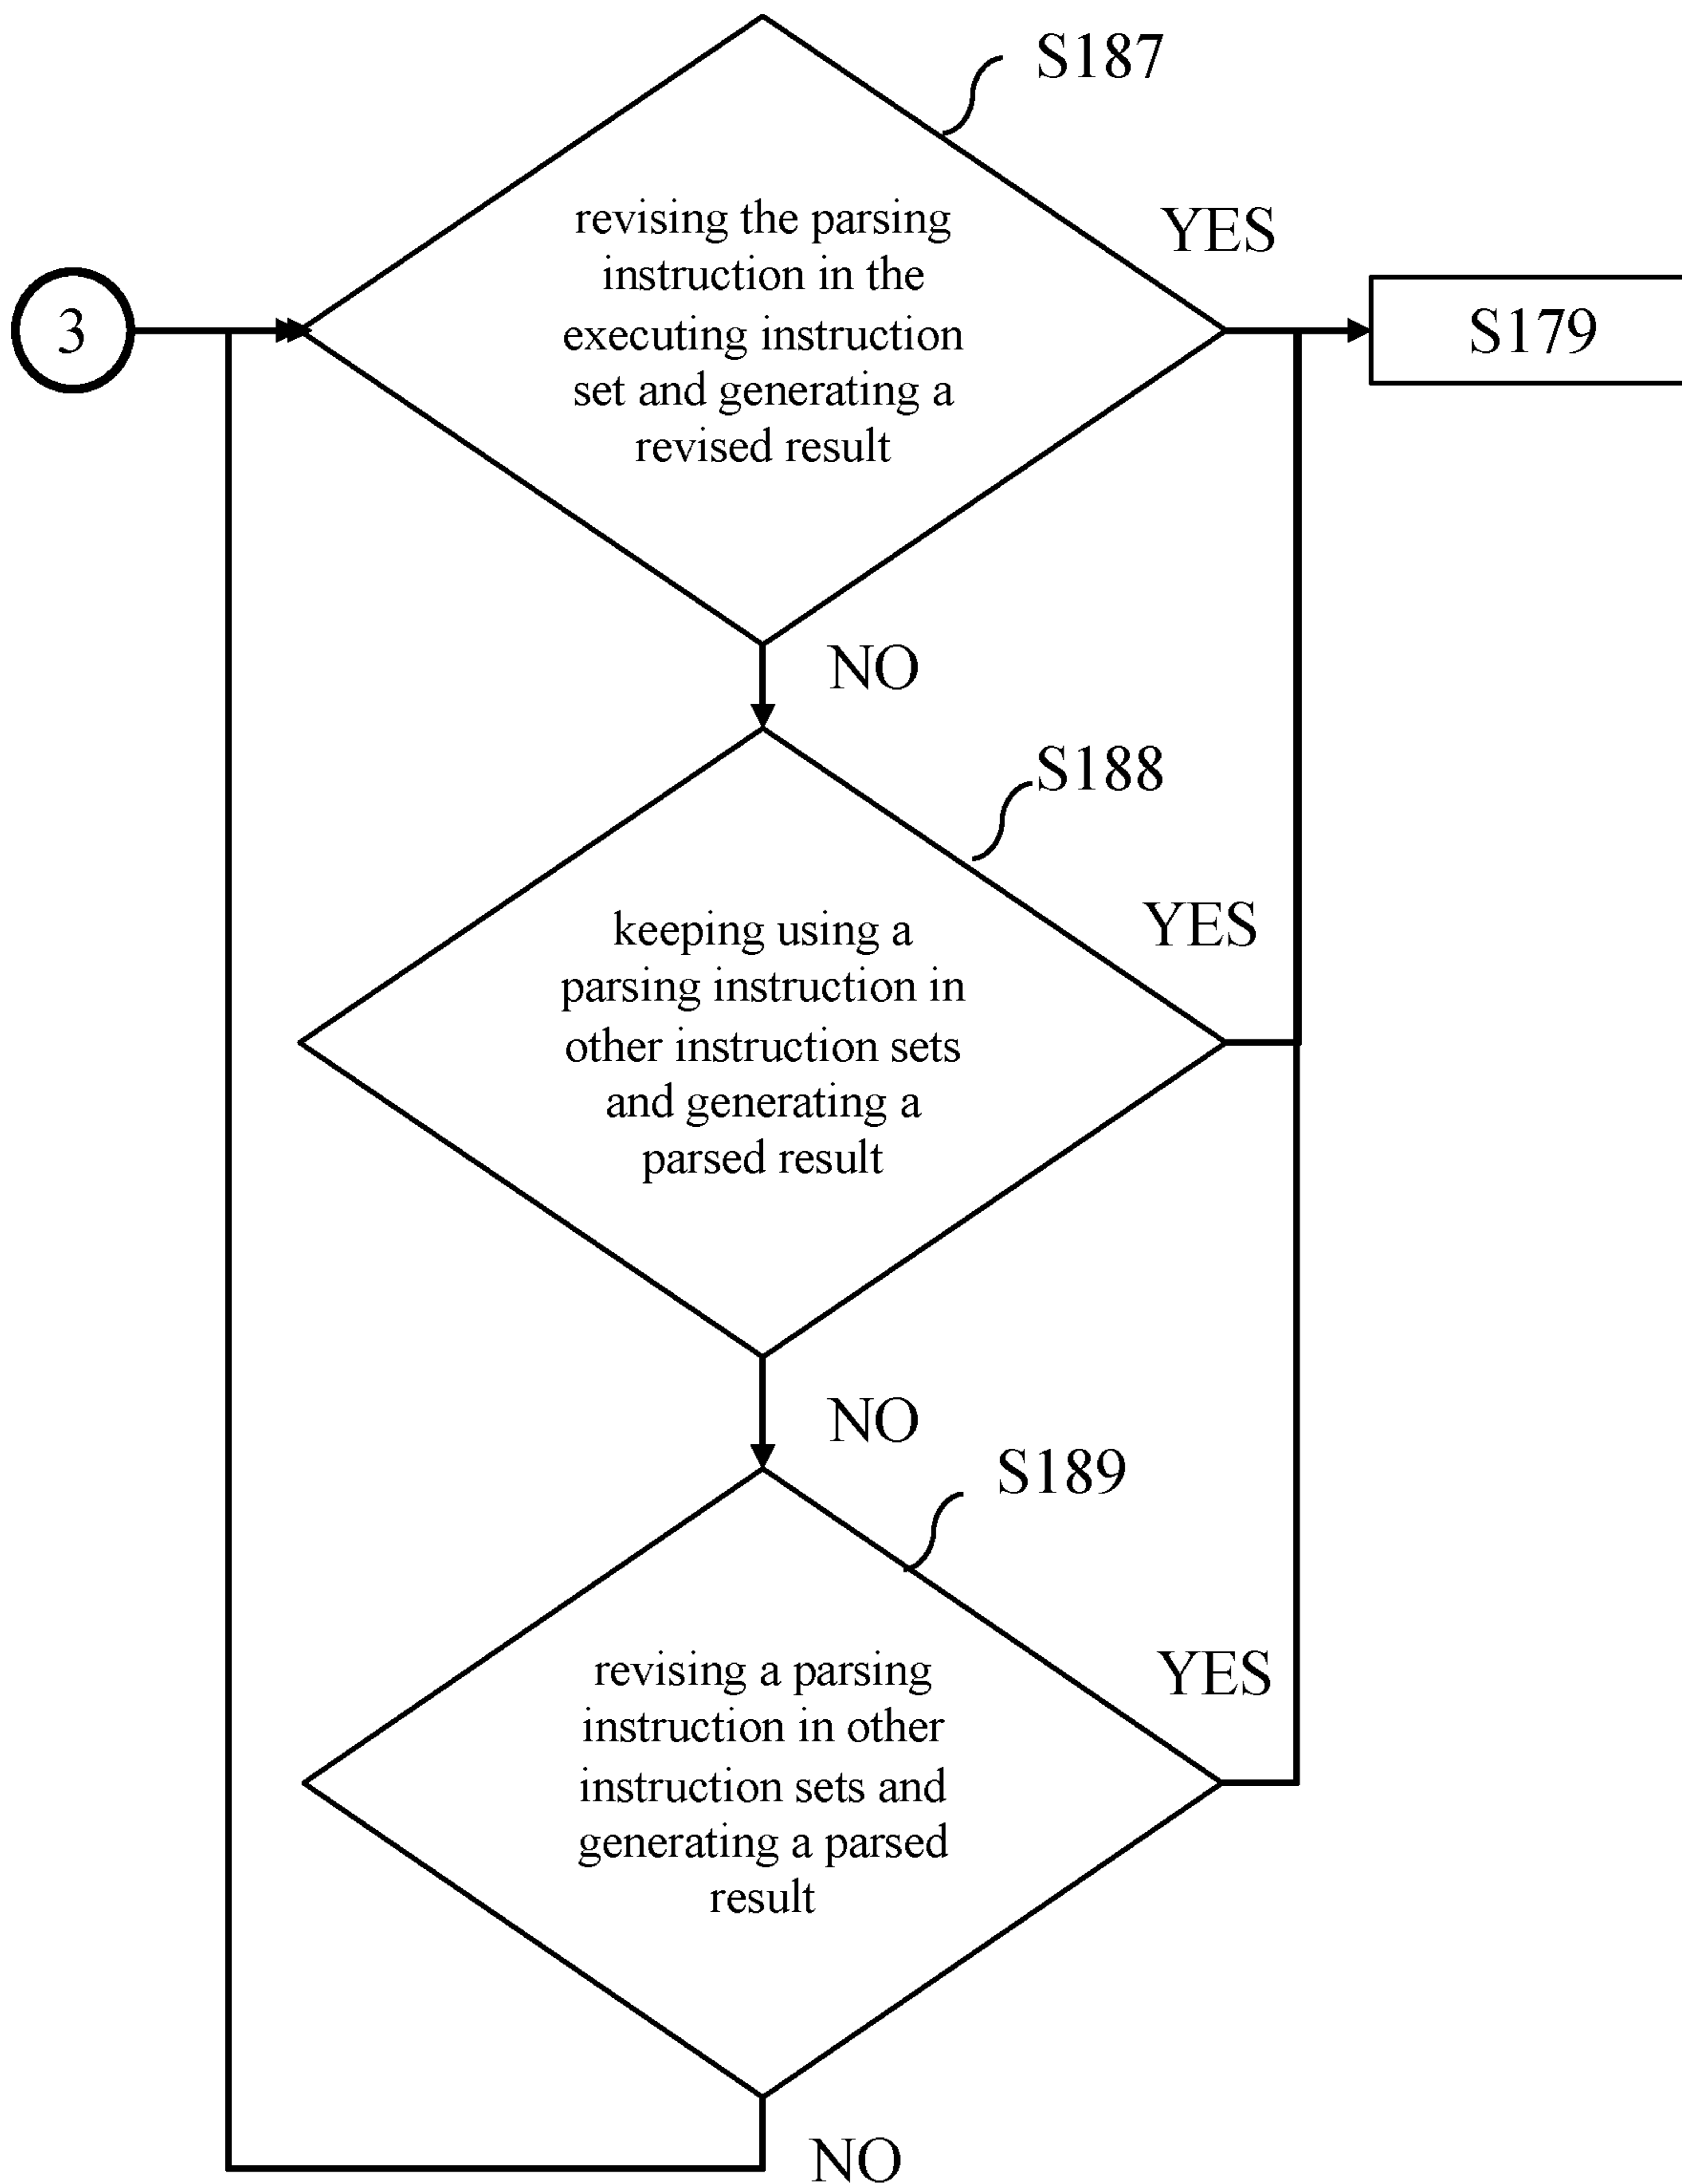 S187
revising the parsing
instruction in the
executing instruction
set and generating a
revised result
YES
3
S179
NO
S188
keeping using a
parsing instruction in
other instruction sets
and generating a
parsed result
YES
NO
S189
revising a parsing
instruction in other
instruction sets and
generating a parsed
result
YES
NO